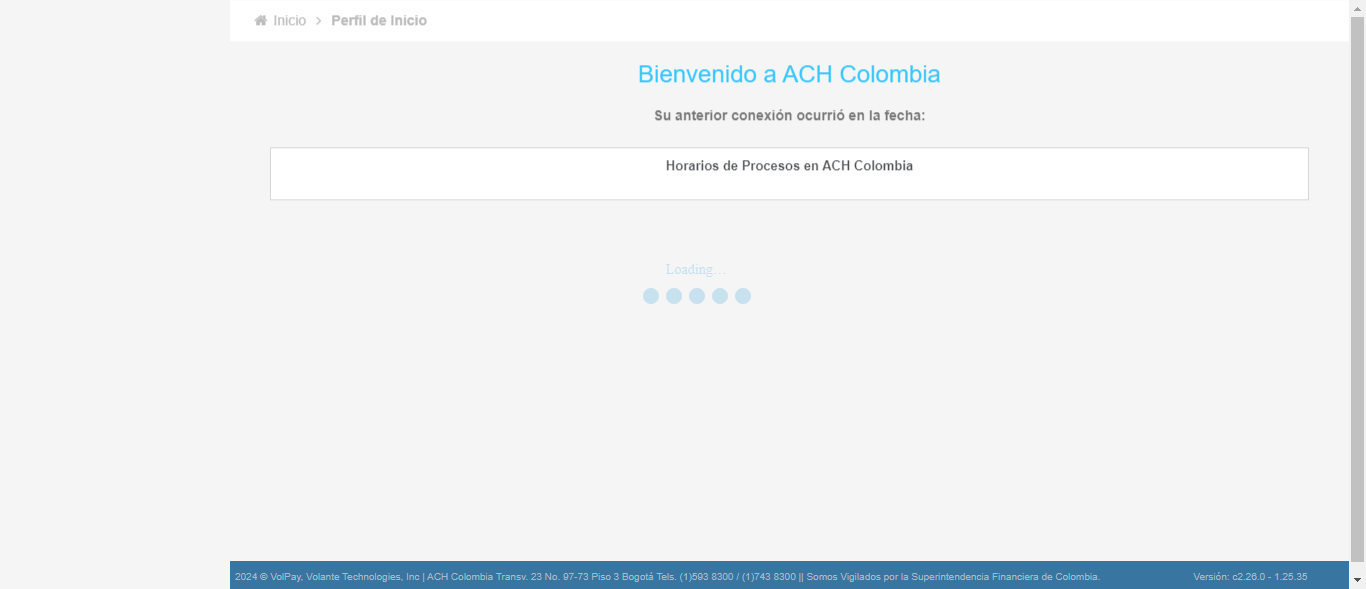 Inicio > Perfil de Inicio
Bienvenido a ACH Colombia
Su anterior conexión ocurrió en la fecha:
Horarios de Procesos en ACH Colombia
Loading...
2024 © VolPay, Volante Technologies, Inc | ACH Colombia Transv. 23 No. 97-73 Piso 3 Bogotá Tels. (1)593 8300 / (1)743 8300 || Somos Vigilados por la Superintendencia Financiera de Colombia. Versión: c2.26.0 - 1.25.35